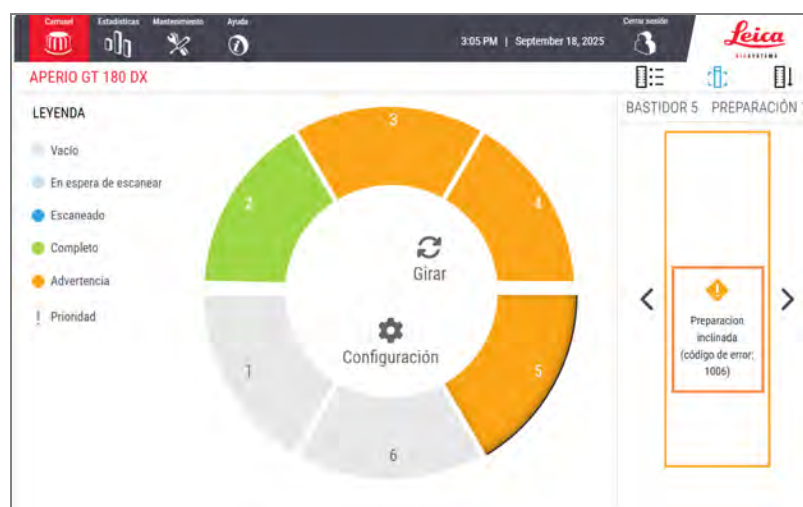 Carrusel Estadísticas Mantenimiento Ayuda Cerrar sesión
3:05 PM | September 18, 2025
Leica
BIOSYSTEMS
APERIO GT 180 DX
BASTIDOR 5 PREPARACIÓN
LEYENDA
Vacío
En espera de escanear
Escaneado
Completo
Advertencia
Prioridad
3
2
4
Girar
Configuración
1
5
6
Preparacion
inclinada
(código de error:
1006)